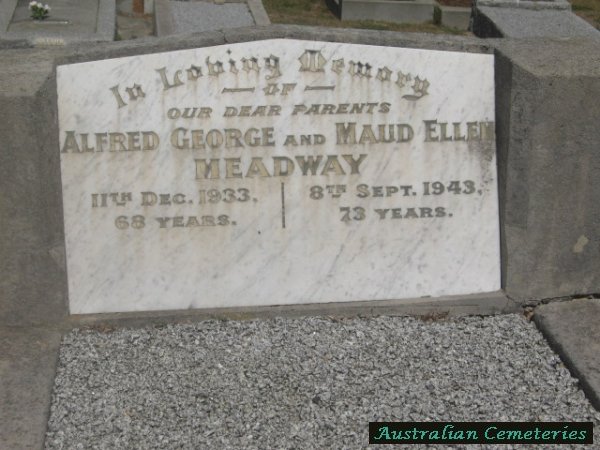 In Loving Memory
OF
OUR DEAR PARENTS
ALFRED GEORGE AND MAUD ELLEN
MEADWAY
11TH DEC. 1933, 8TH SEPT. 1943,
68 YEARS. 73 YEARS.
Australian Cemeteries